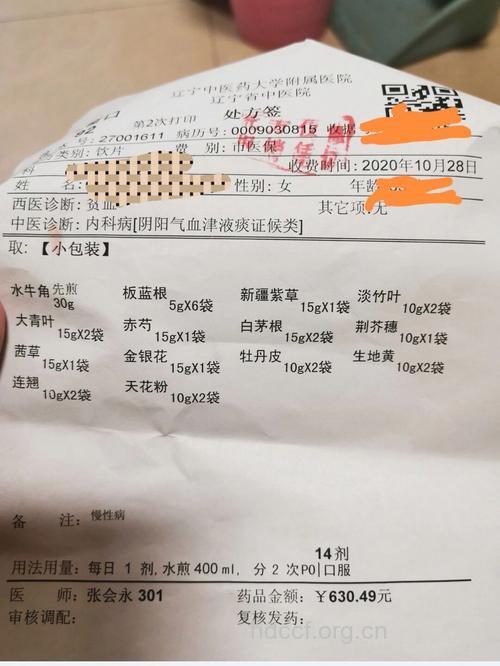 辽宁中医药大学附属医院
辽宁省中医院
处方签
第2次打印
号: 27001611 病历号: 0009030815 收据
物类别: 饮片 费 别: 市医保
科 收费时间: 2020年10月28日
姓 名: 性别: 女 年龄
西医诊断: 贫血 其它项: 无
中医诊断: 内科病[阴阳气血津液痰证候类]
取: 【小包装】
水牛角 先煎 30g 板蓝根 5gX6袋 新疆紫草 15gX1袋 淡竹叶 10gX2袋
大青叶 15gX2袋 赤芍 15gX1袋 白茅根 15gX2袋 荆芥穗 10gX1袋
茜草 15gX1袋 金银花 15gX1袋 牡丹皮 10gX2袋 生地黄 10gX2袋
连翘 10gX2袋 天花粉 10gX2袋
备 注: 慢性病
14剂
用法用量: 每日 1 剂, 水煎 400 ml, 分 2 次 PO|口服
医 师: 张会永 301 药品金额: ￥630.49元
审核调配: 复核发药:
hdccf.org.cn